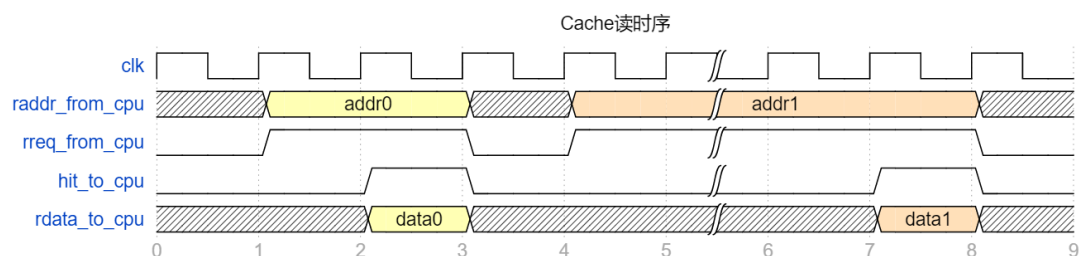 Cache读时序
clk
raddr_from_cpu addr0 addr1
rreq_from_cpu
hit_to_cpu
rdata_to_cpu data0 data1
0 1 2 3 4 5 6 7 8 9